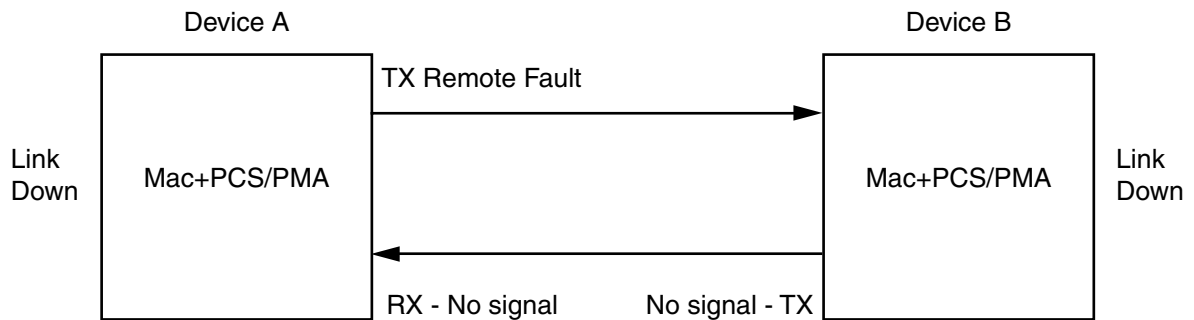 Device A
Device B
TX Remote Fault
Link
Down
Mac+PCS/PMA
Mac+PCS/PMA
Link
Down
RX - No signal
No signal - TX